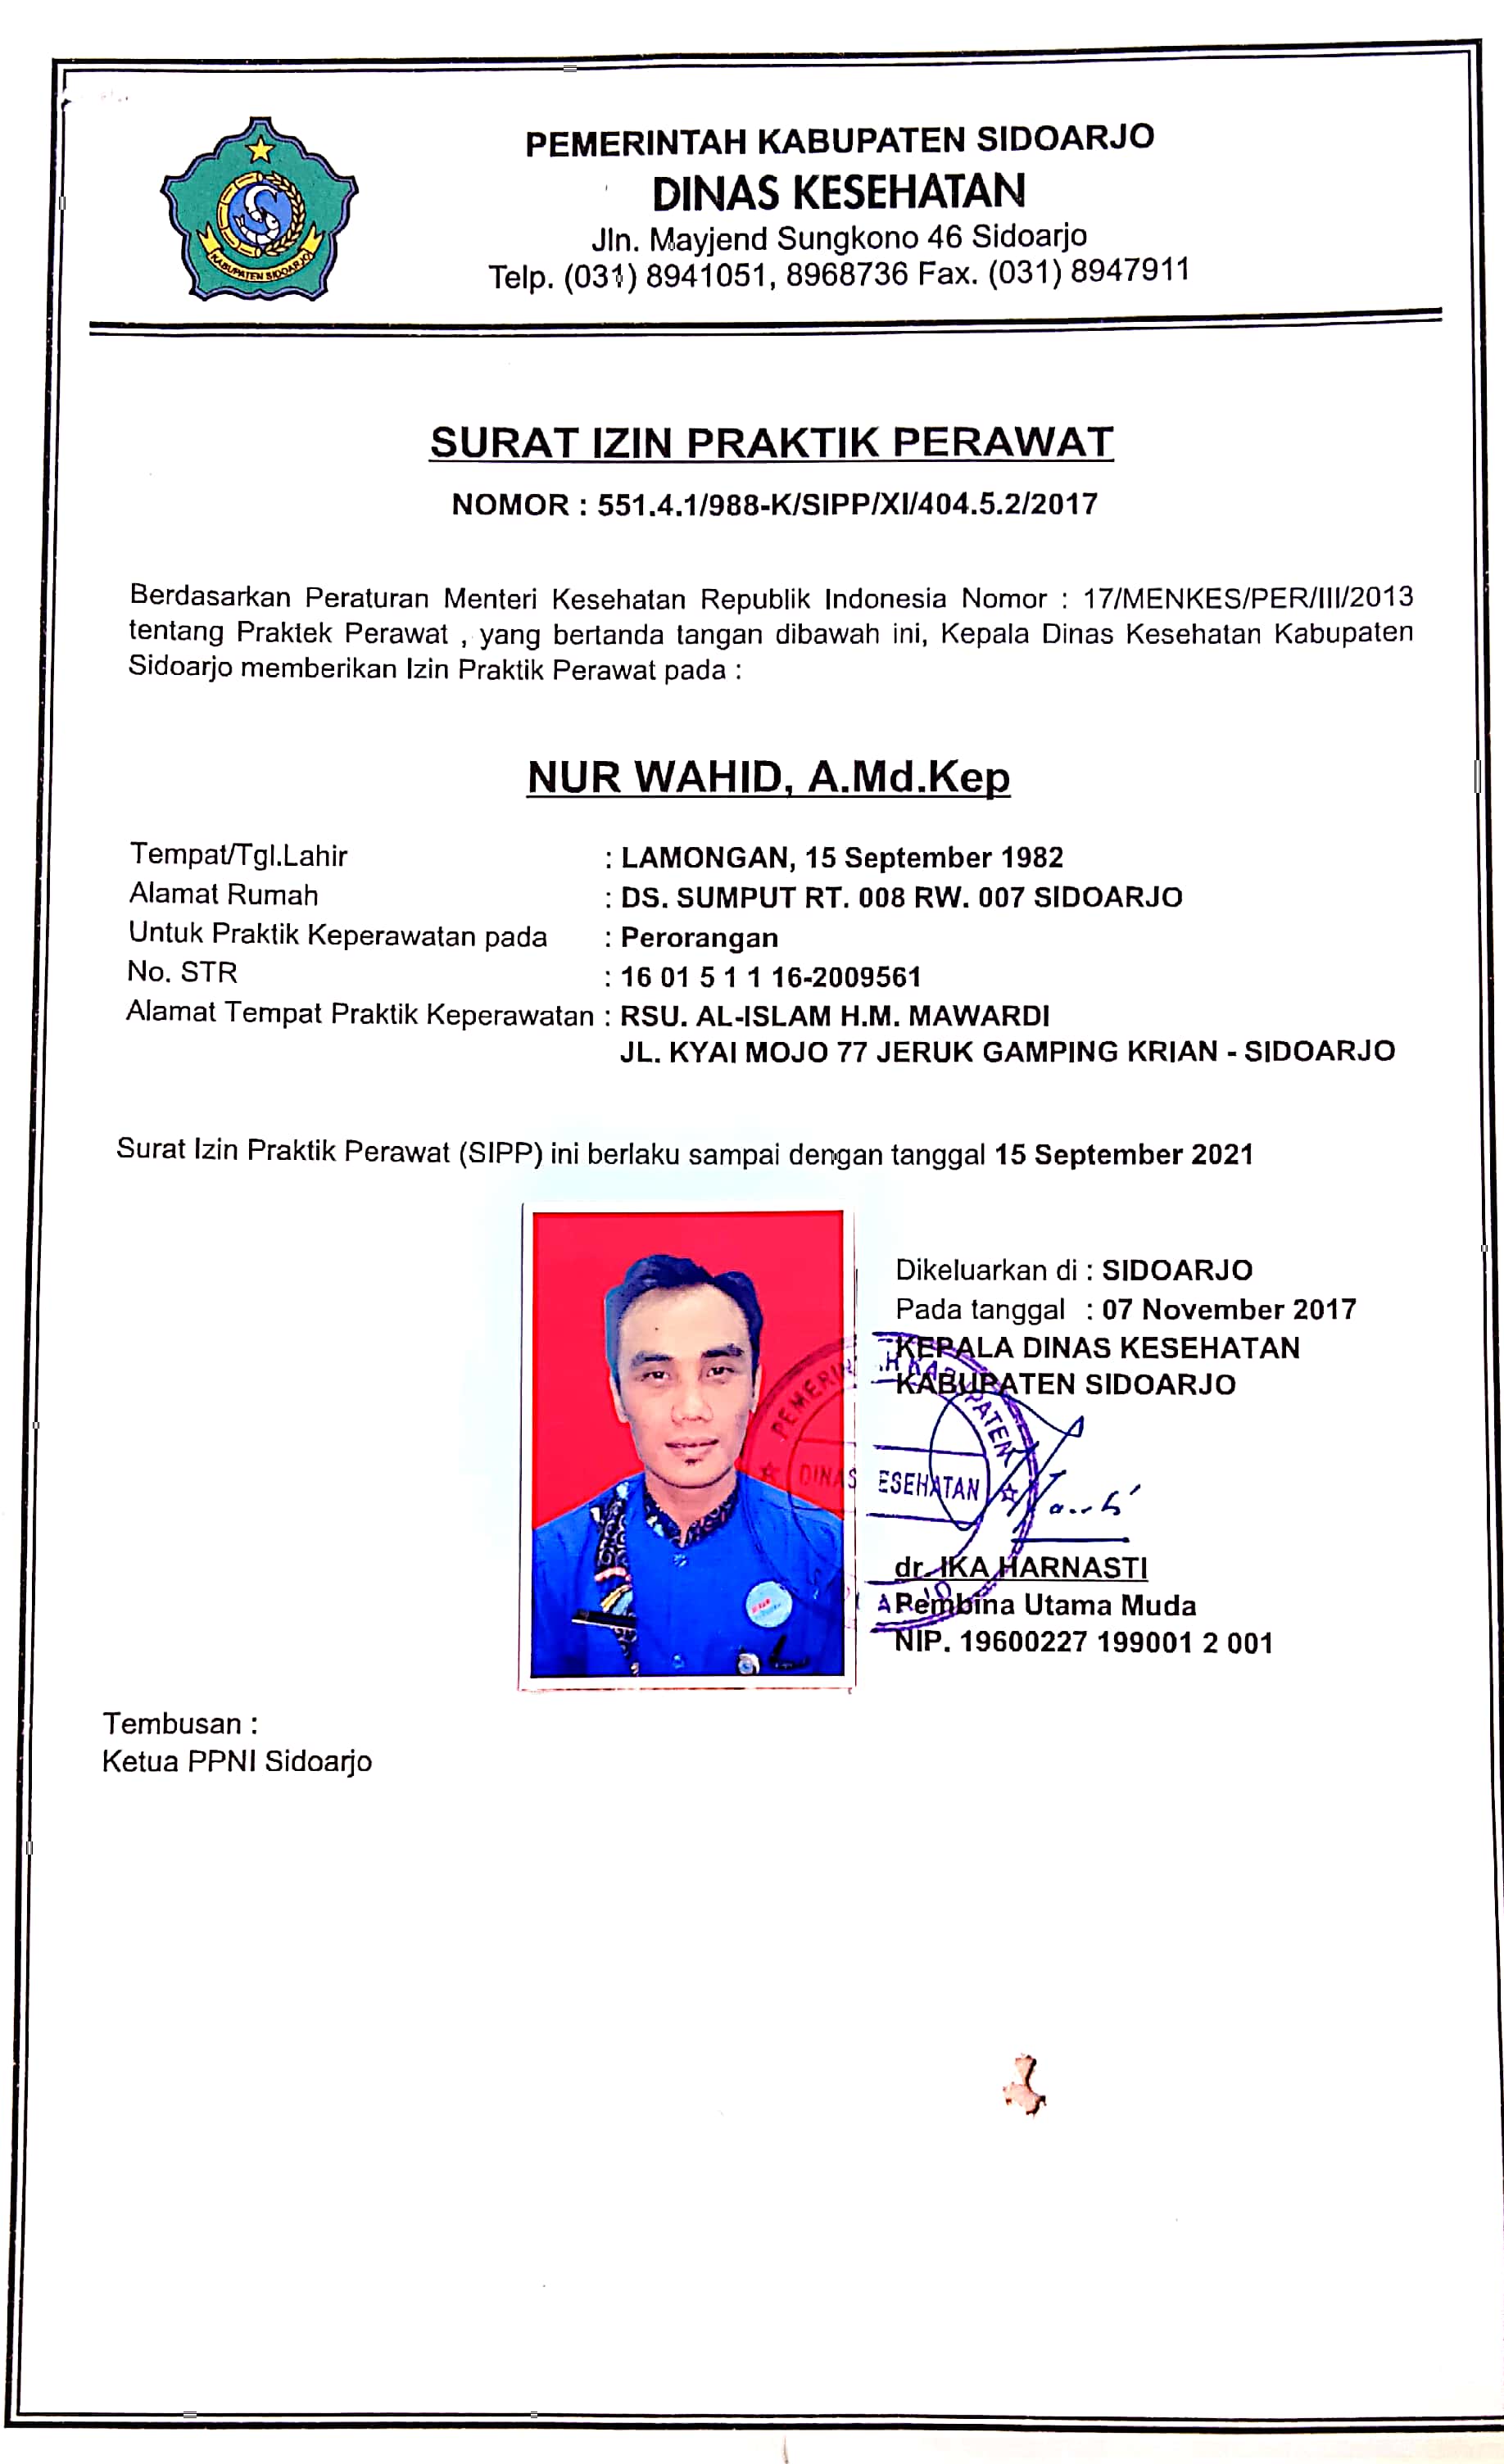 PEMERINTAH KABUPATEN SIDOARJO
DINAS KESEHATAN
Jln. Mayjend Sungkono 46 Sidoarjo
Telp. (031) 8941051, 8968736 Fax. (031) 8947911
KABUPATEN SIDOARJO
SURAT IZIN PRAKTIK PERAWAT
NOMOR : 551.4.1/988-K/SIPP/XI/404.5.2/2017
Berdasarkan Peraturan Menteri Kesehatan Republik Indonesia Nomor : 17/MENKES/PER/III/2013
tentang Praktek Perawat , yang bertanda tangan dibawah ini, Kepala Dinas Kesehatan Kabupaten
Sidoarjo memberikan Izin Praktik Perawat pada :
NUR WAHID, A.Md.Kep
Tempat/Tgl.Lahir : LAMONGAN, 15 September 1982
Alamat Rumah : DS. SUMPUT RT. 008 RW. 007 SIDOARJO
Untuk Praktik Keperawatan pada : Perorangan
No. STR : 16 01 5 1 1 16-2009561
Alamat Tempat Praktik Keperawatan : RSU. AL-ISLAM H.M. MAWARDI
JL. KYAI MOJO 77 JERUK GAMPING KRIAN - SIDOARJO
Surat Izin Praktik Perawat (SIPP) ini berlaku sampai dengan tanggal 15 September 2021
Dikeluarkan di : SIDOARJO
Pada tanggal : 07 November 2017
KEPALA DINAS KESEHATAN
KABUPATEN SIDOARJO
PEMERIN H KABUPATEN
DINAS ESEHATAN
dr. IKA HARNASTI
Pembina Utama Muda
NIP. 19600227 199001 2 001
Tembusan :
Ketua PPNI Sidoarjo